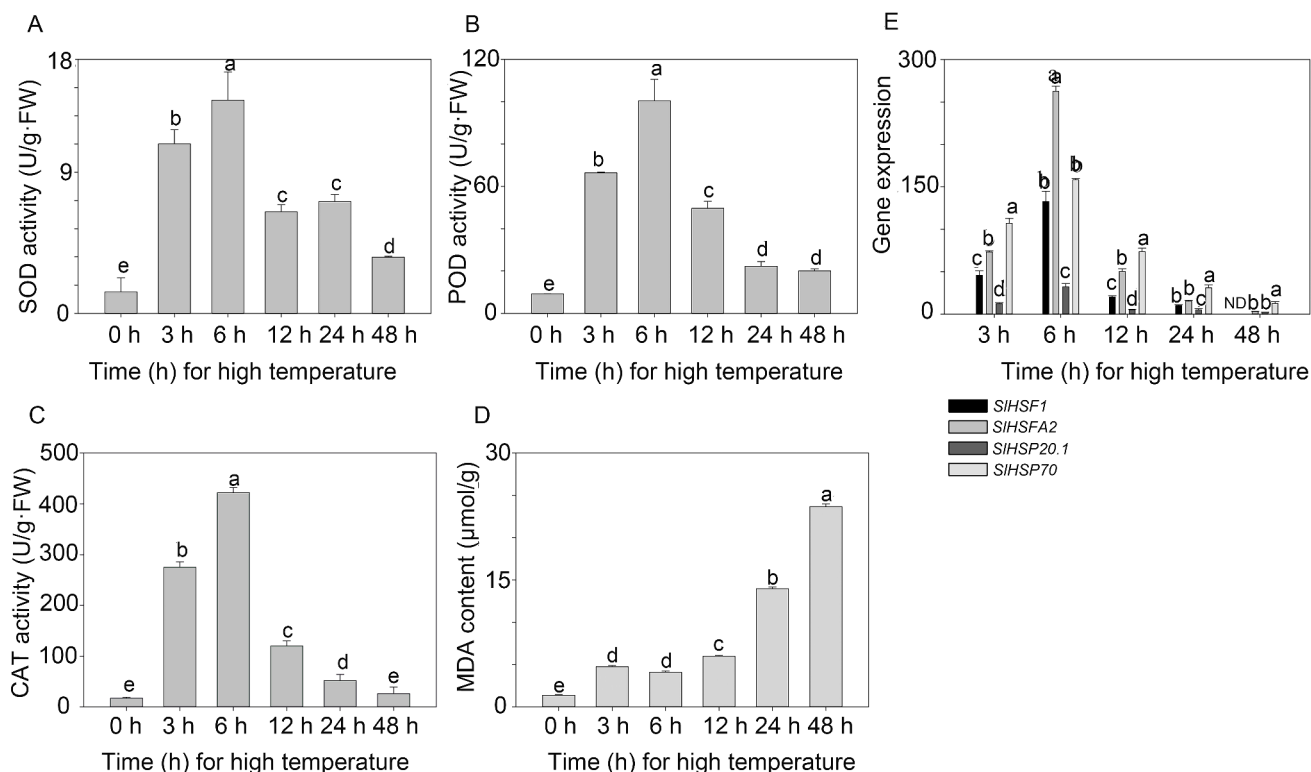 A
SOD activity (U/g·FW)
18
9
0
e
b
a
c
c
d
0 h 3 h 6 h 12 h 24 h 48 h
Time (h) for high temperature
B
POD activity (U/g·FW)
120
60
0
e
b
a
c
d
d
0 h 3 h 6 h 12 h 24 h 48 h
Time (h) for high temperature
E
Gene expression
300
150
0
c b d a
b a c b
c b d a
b b c a
ND b b a
3 h 6 h 12 h 24 h 48 h
Time (h) for high temperature
SlHSF1
SlHSFA2
SlHSP20.1
SlHSP70
C
CAT activity (U/g·FW)
500
400
300
200
100
0
e
b
a
c
d
e
0 h 3 h 6 h 12 h 24 h 48 h
Time (h) for high temperature
D
MDA content (μmol/g)
30
15
0
e
d
d
c
b
a
0 h 3 h 6 h 12 h 24 h 48 h
Time (h) for high temperature